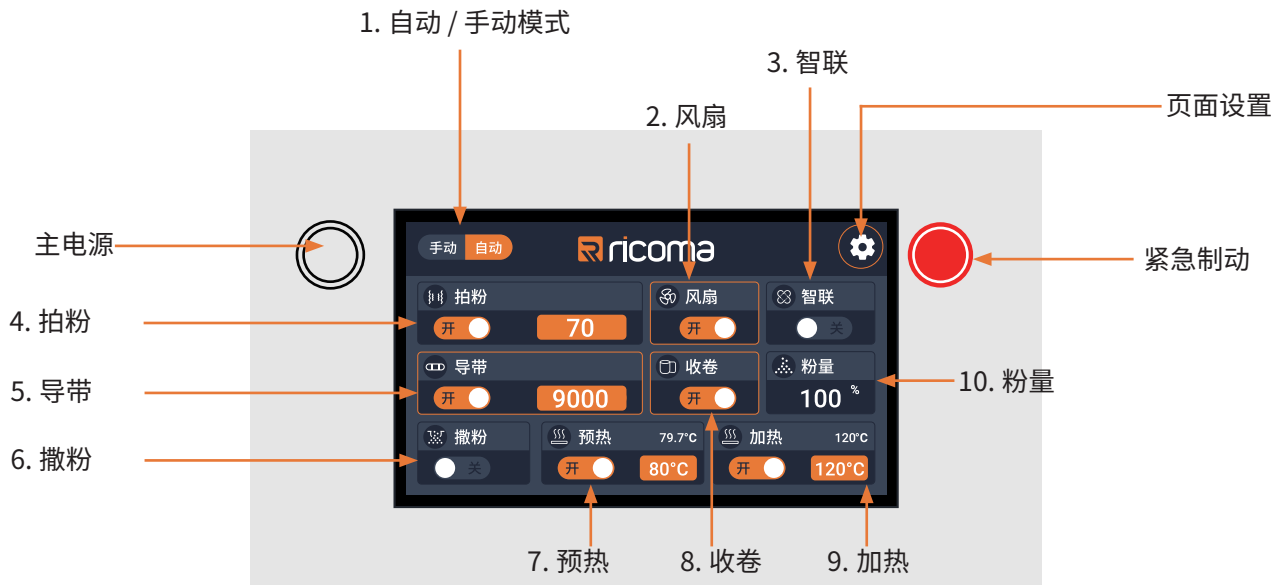 1. 自动 / 手动模式
3. 智联
2. 风扇
页面设置
主电源
紧急制动
手动 自动
ricoma
4. 拍粉
5. 导带
6. 撒粉
拍粉
开 70
风扇
开
智联
关
导带
开 9000
收卷
开
粉量
100 %
10. 粉量
撒粉
关
预热 79.7°C
开 80°C
加热 120°C
开 120°C
7. 预热
8. 收卷
9. 加热